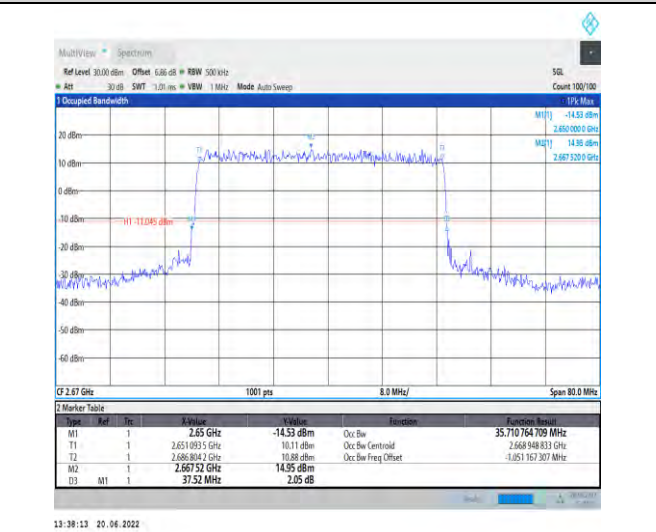 MultiView Spectrum
Ref Level 30.00 dBm Offset 6.86 dB RBW 500 kHz SGL
Att 30 dB SWT 1.01 ms VBW 1 MHz Mode Auto Sweep Count 100/100
1 Occupied Bandwidth 1Pk Max
M1[1] -14.53 dBm
2.650 000 0 GHz
M2[1] 14.95 dBm
2.667 520 0 GHz
20 dBm
10 dBm
0 dBm
-10 dBm
H1 -11.045 dBm
-20 dBm
-30 dBm
-40 dBm
-50 dBm
-60 dBm
CF 2.67 GHz 1001 pts 8.0 MHz/ Span 80.0 MHz
2 Marker Table
Type Ref Trc X-Value Y-Value Function Function Result
M1 1 2.65 GHz -14.53 dBm Occ Bw 35.710 764 709 MHz
T1 1 2.651 093 5 GHz 10.11 dBm Occ Bw Centroid 2.668 948 833 GHz
T2 1 2.686 804 2 GHz 10.88 dBm Occ Bw Freq Offset -1.051 167 307 MHz
M2 1 2.667 52 GHz 14.95 dBm
D3 M1 1 37.52 MHz 2.05 dB
13:38:13 20.06.2022